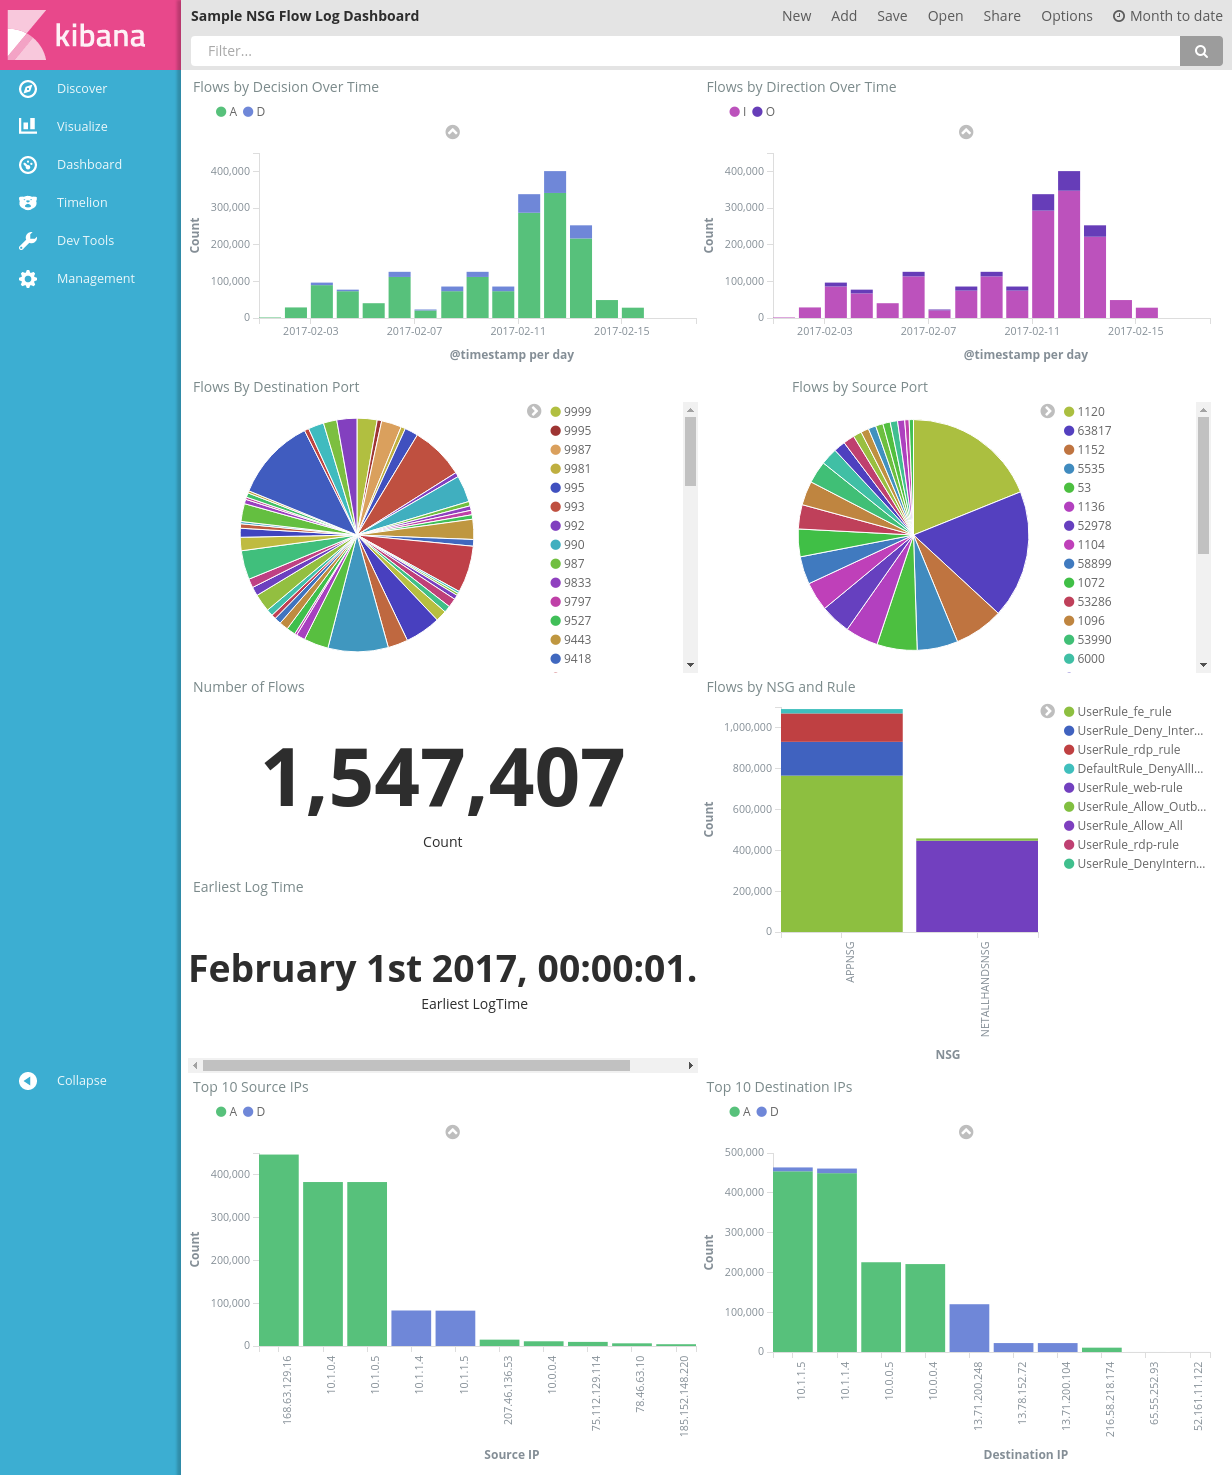 kibana
Discover
Visualize
Dashboard
Timelion
Dev Tools
Management
Collapse
Sample NSG Flow Log Dashboard
New Add Save Open Share Options Month to date
Filter...
Flows by Decision Over Time
A D
400,000
300,000
200,000
100,000
0
Count
2017-02-03 2017-02-07 2017-02-11 2017-02-15
@timestamp per day
Flows by Direction Over Time
I O
400,000
300,000
200,000
100,000
0
Count
2017-02-03 2017-02-07 2017-02-11 2017-02-15
@timestamp per day
Flows By Destination Port
9999
9995
9987
9981
995
993
992
990
987
9833
9797
9527
9443
9418
Flows by Source Port
1120
63817
1152
5535
53
1136
52978
1104
58899
1072
53286
1096
53990
6000
Number of Flows
1,547,407
Count
Earliest Log Time
February 1st 2017, 00:00:01.
Earliest LogTime
Flows by NSG and Rule
1,000,000
800,000
600,000
400,000
200,000
0
Count
APPNSG
NETALLHANDSNSG
NSG
UserRule_fe_rule
UserRule_Deny_Inter...
UserRule_rdp_rule
DefaultRule_DenyAllI...
UserRule_web-rule
UserRule_Allow_Outb...
UserRule_Allow_All
UserRule_rdp-rule
UserRule_DenyIntern...
Top 10 Source IPs
A D
400,000
300,000
200,000
100,000
0
Count
168.63.129.16
10.1.0.4
10.1.0.5
10.1.1.4
10.1.1.5
207.46.136.53
10.0.0.4
75.112.129.114
78.46.63.10
185.152.148.220
Source IP
Top 10 Destination IPs
A D
500,000
400,000
300,000
200,000
100,000
0
Count
10.1.1.5
10.1.1.4
10.0.0.5
10.0.0.4
13.71.200.248
13.78.152.72
13.71.200.104
216.58.218.174
65.55.252.93
52.161.11.122
Destination IP